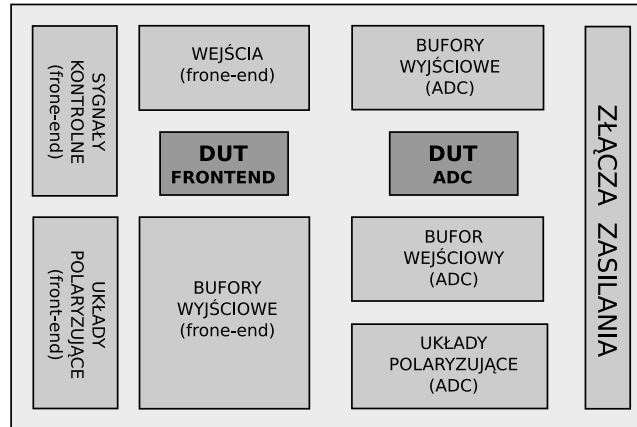 SYGNAŁY
KONTROLNE
(frone-end)
WEJŚCIA
(frone-end)
BUFORY
WYJŚCIOWE
(ADC)
ZŁĄCZA ZASILANIA
DUT
FRONTEND
DUT
ADC
UKŁADY
POLARYZUJĄCE
(front-end)
BUFORY
WYJŚCIOWE
(frone-end)
BUFOR
WEJŚCIOWY
(ADC)
UKŁADY
POLARYZUJĄCE
(ADC)